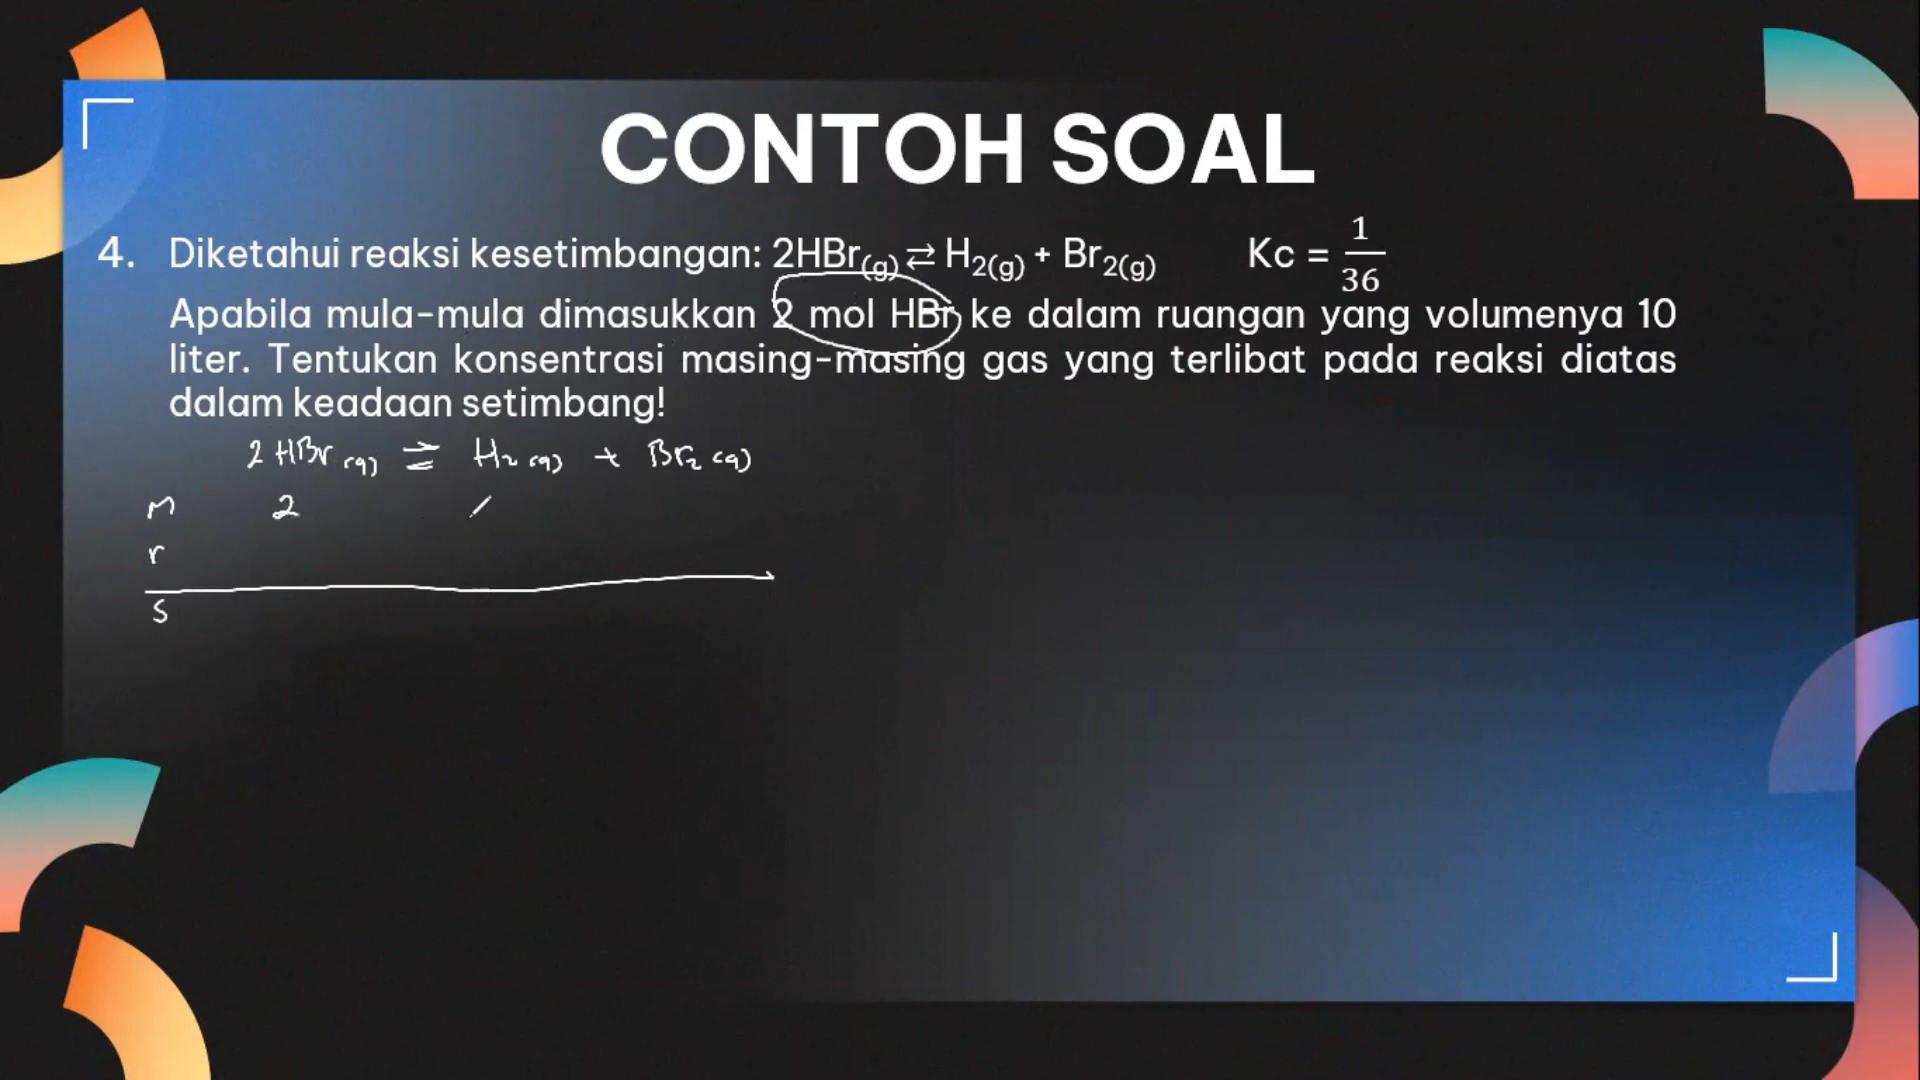 CONTOH SOAL
4. Diketahui reaksi kesetimbangan: 2HBr(g) ⇄ H2(g) + Br2(g) Kc = 1/36
Apabila mula-mula dimasukkan 2 mol HBr ke dalam ruangan yang volumenya 10
liter. Tentukan konsentrasi masing-masing gas yang terlibat pada reaksi diatas
dalam keadaan setimbang!
2 HBr (g) ⇌ H2 (g) + Br2 (g)
m 2
r
s